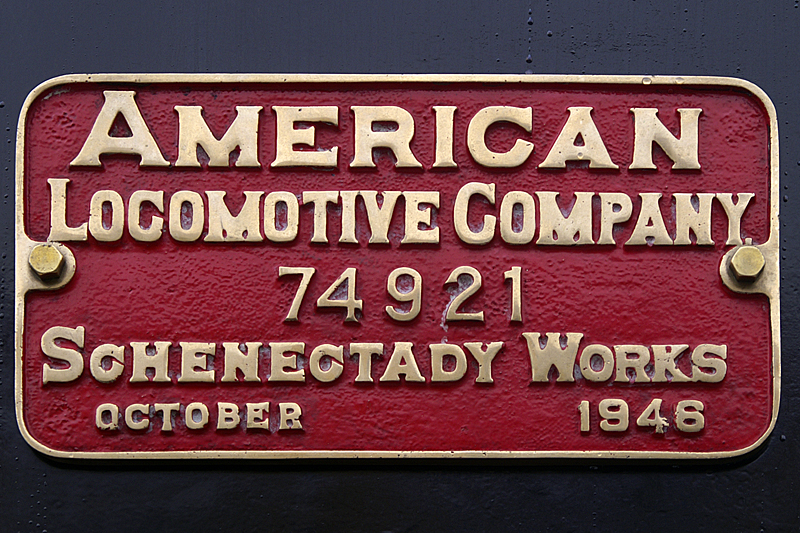 AMERICAN
LOCOMOTIVE COMPANY
74921
SCHENECTADY WORKS
OCTOBER 1946